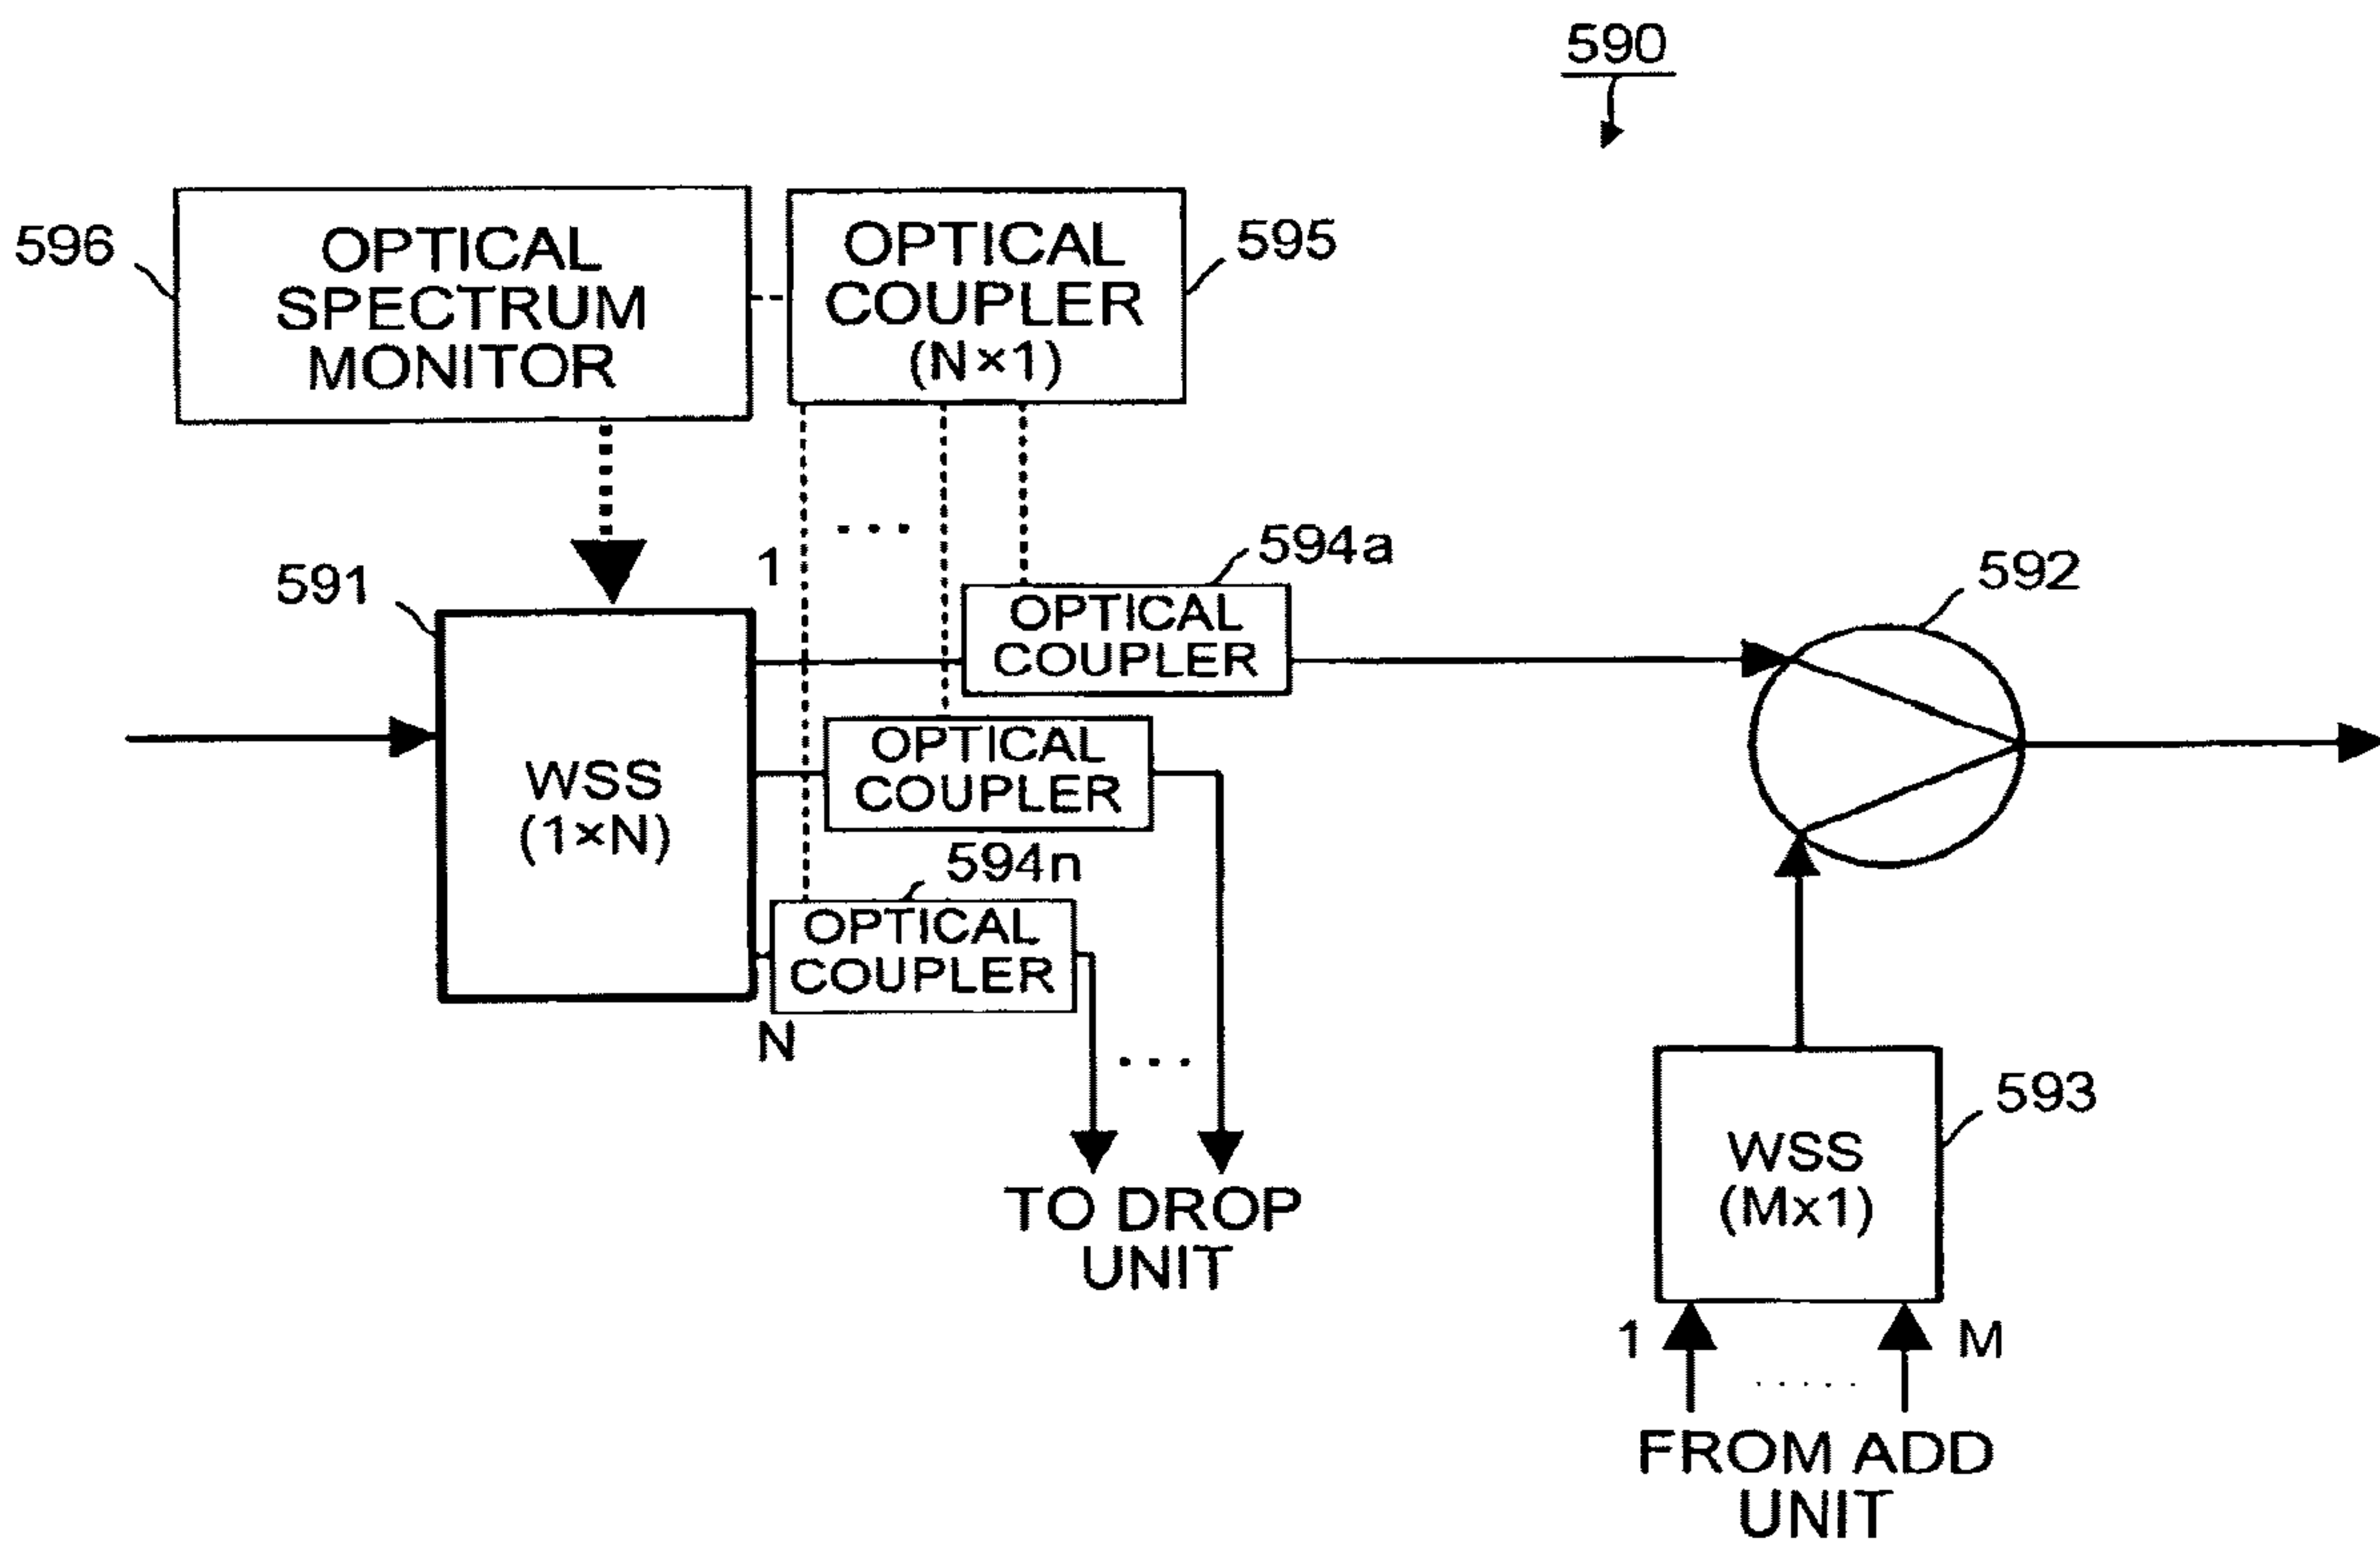 590
596
OPTICAL
SPECTRUM
MONITOR
OPTICAL
COUPLER
(N×1)
595
...
1
594a
591
OPTICAL
COUPLER
592
WSS
(1×N)
OPTICAL
COUPLER
594n
OPTICAL
COUPLER
N
...
TO DROP
UNIT
593
WSS
(M×1)
1
M
.....
FROM ADD
UNIT